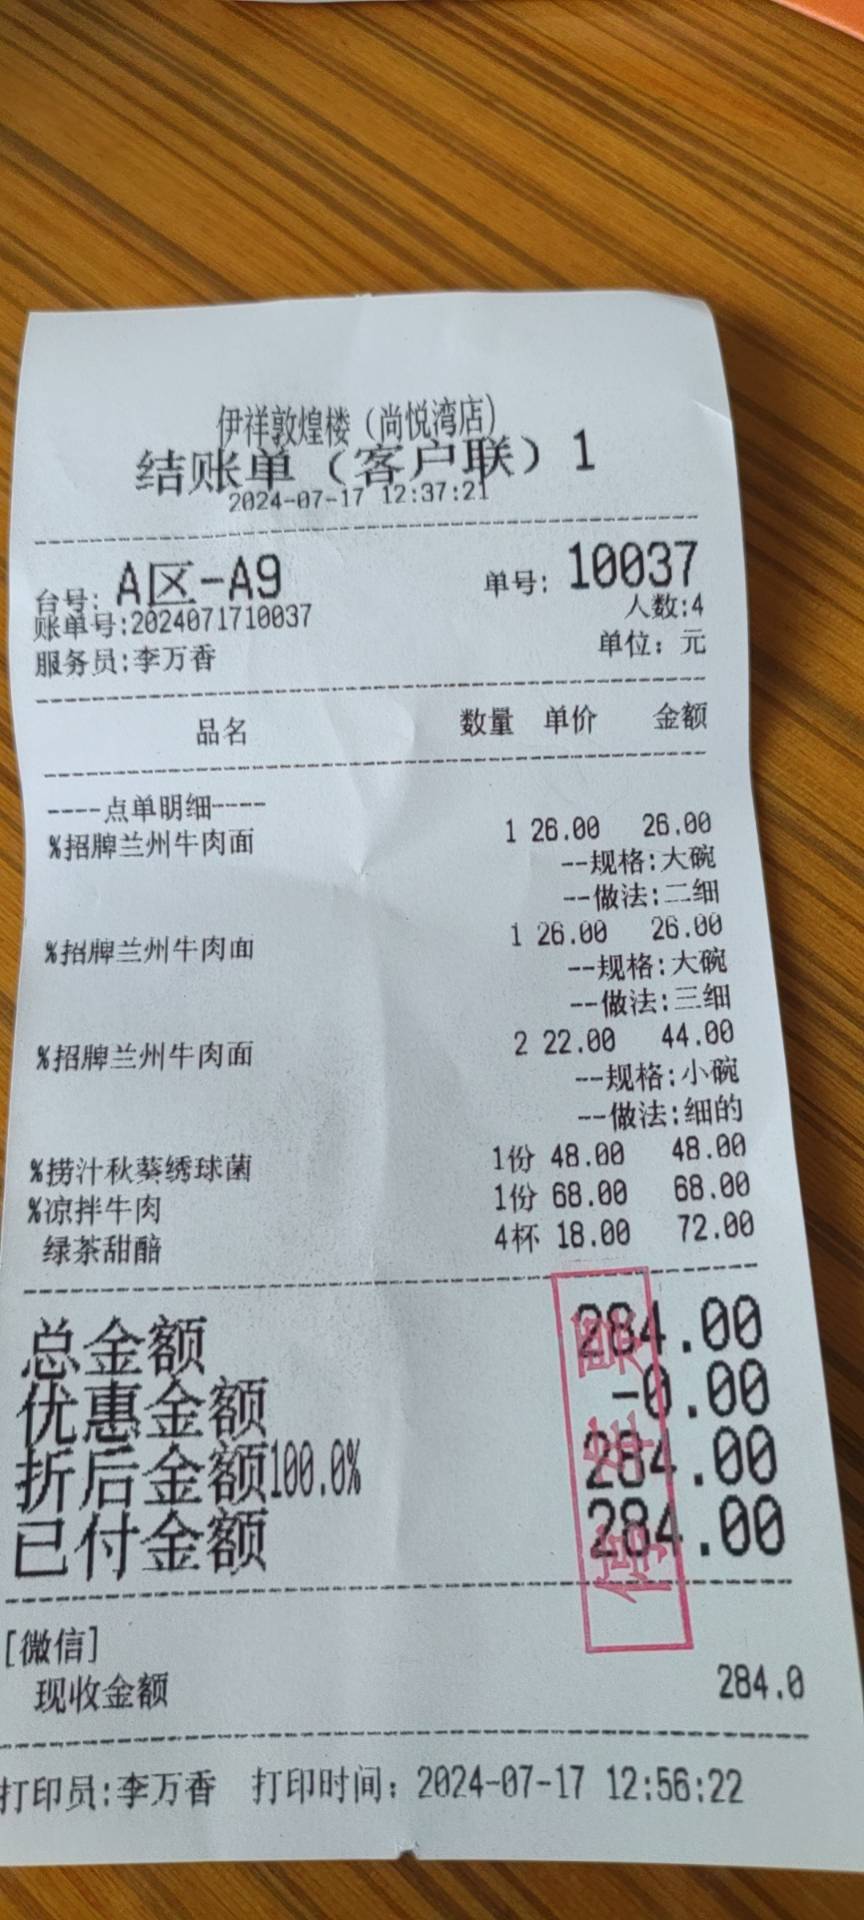 伊祥敦煌楼（尚悦湾店）
结账单（客户联）1
2024-07-17 12:37:21
台号: A区-A9 单号: 10037
账单号:2024071710037 人数:4
服务员:李万香 单位：元
品名 数量 单价 金额
----点单明细----
%招牌兰州牛肉面 1 26.00 26.00
--规格:大碗
--做法:二细
%招牌兰州牛肉面 1 26.00 26.00
--规格:大碗
--做法:三细
%招牌兰州牛肉面 2 22.00 44.00
--规格:小碗
--做法:细的
%捞汁秋葵绣球菌 1份 48.00 48.00
%凉拌牛肉 1份 68.00 68.00
绿茶甜醅 4杯 18.00 72.00
总金额 284.00
优惠金额 -0.00
折后金额100.0% 284.00
已付金额 284.00
停车票
[微信]
现收金额 284.0
打印员:李万香 打印时间：2024-07-17 12:56:22